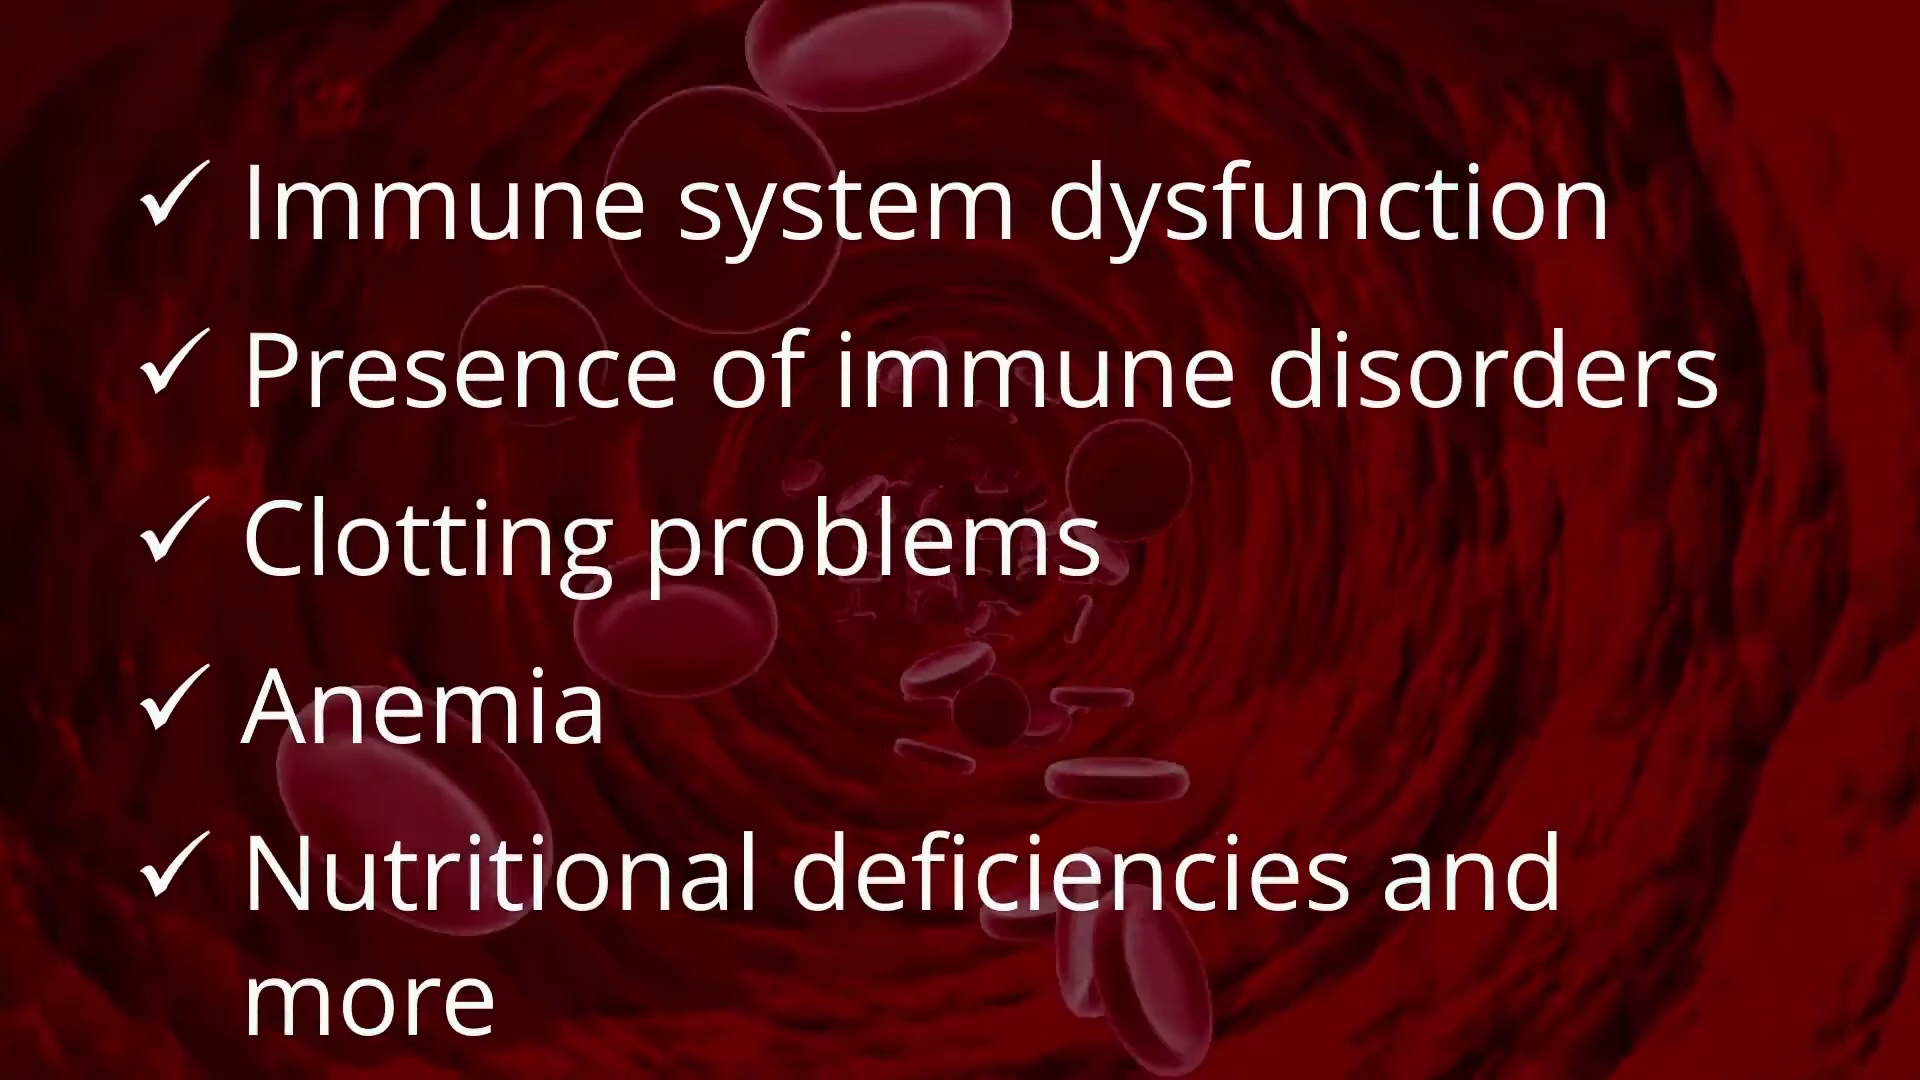 ✓ Immune system dysfunction
✓ Presence of immune disorders
✓ Clotting problems
✓ Anemia
✓ Nutritional deficiencies and
more